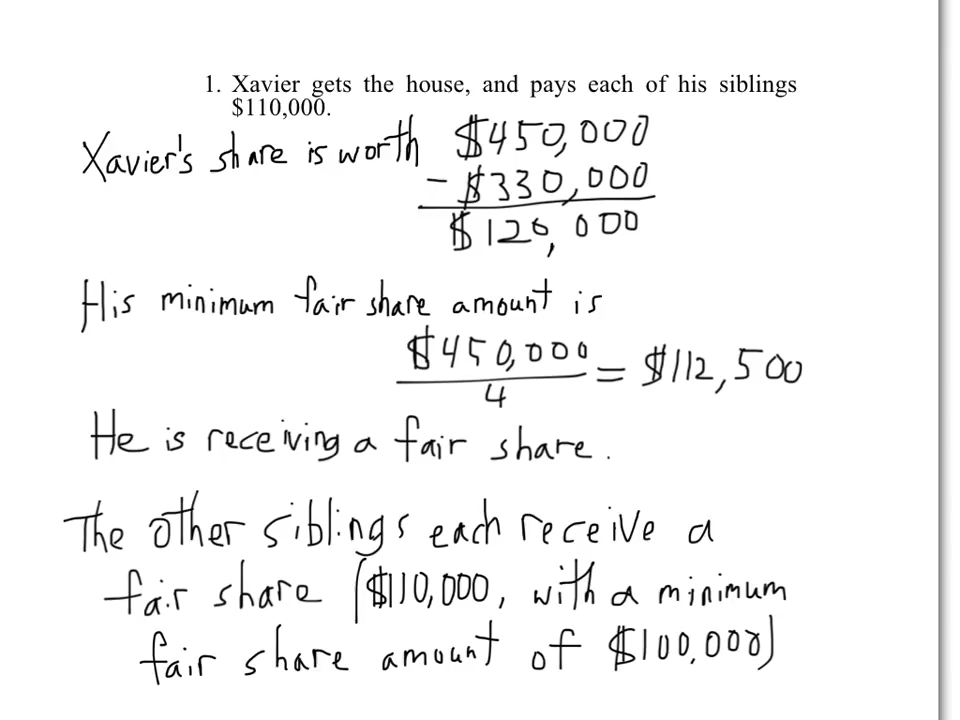 1. Xavier gets the house, and pays each of his siblings
$110,000.
Xavier's share is worth $450,000
- $330,000
$120,000
His minimum fair share amount is
$450,000
4
= $112,500
He is receiving a fair share.
The other siblings each receive a
fair share ($110,000, with a minimum
fair share amount of $100,000)